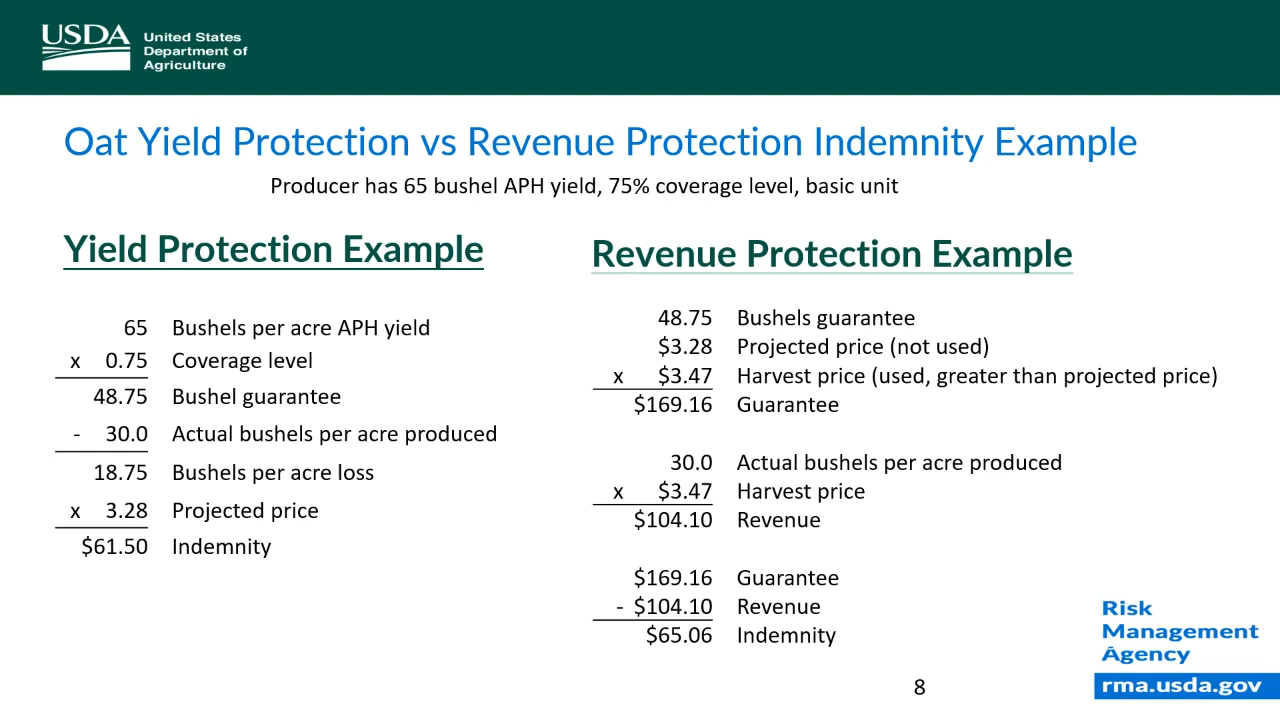 USDA
United States
Department of
Agriculture
Oat Yield Protection vs Revenue Protection Indemnity Example
Producer has 65 bushel APH yield, 75% coverage level, basic unit
Yield Protection Example
65 Bushels per acre APH yield
x 0.75 Coverage level
48.75 Bushel guarantee
- 30.0 Actual bushels per acre produced
18.75 Bushels per acre loss
x 3.28 Projected price
$61.50 Indemnity
Revenue Protection Example
48.75 Bushels guarantee
$3.28 Projected price (not used)
x $3.47 Harvest price (used, greater than projected price)
$169.16 Guarantee
30.0 Actual bushels per acre produced
x $3.47 Harvest price
$104.10 Revenue
$169.16 Guarantee
- $104.10 Revenue
$65.06 Indemnity
Risk
Management
Agency
rma.usda.gov
8